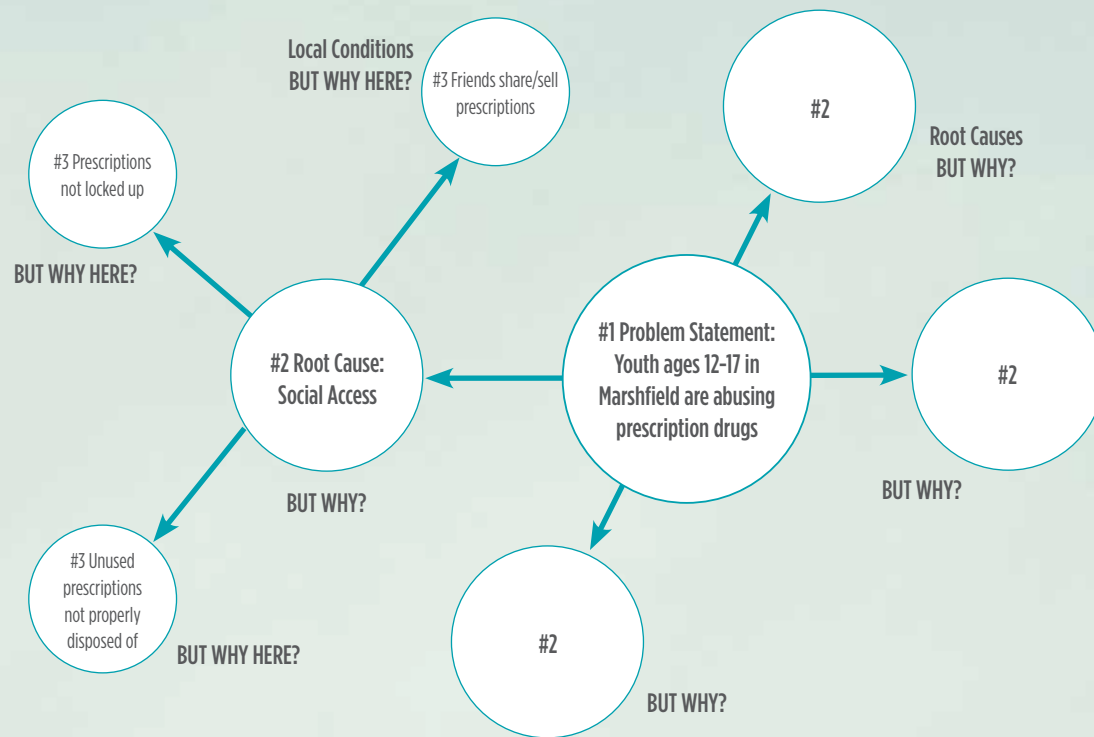 Local Conditions
BUT WHY HERE?
#3 Friends share/sell
prescriptions
#2
Root Causes
BUT WHY?
#3 Prescriptions
not locked up
BUT WHY HERE?
#2 Root Cause:
Social Access
BUT WHY?
#1 Problem Statement:
Youth ages 12-17 in
Marshfield are abusing
prescription drugs
#2
BUT WHY?
#3 Unused
prescriptions
not properly
disposed of
BUT WHY HERE?
#2
BUT WHY?